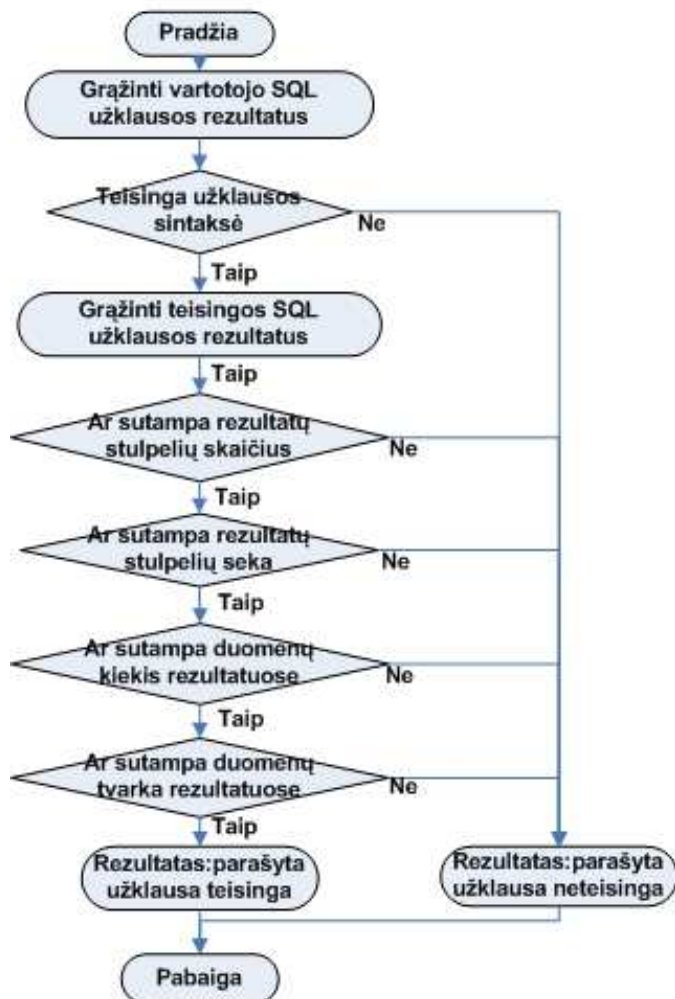 Pradžia
Grąžinti vartotojo SQL
užklausos rezultatus
Teisinga užklausos
sintaksė
Ne
Taip
Grąžinti teisingos SQL
užklausos rezultatus
Taip
Ar sutampa rezultatų
stulpelių skaičius
Ne
Taip
Ar sutampa rezultatų
stulpelių seka
Ne
Taip
Ar sutampa duomenų
kiekis rezultatuose
Ne
Taip
Ar sutampa duomenų
tvarka rezultatuose
Ne
Taip
Rezultatas:parašyta
užklausa teisinga
Rezultatas:parašyta
užklausa neteisinga
Pabaiga